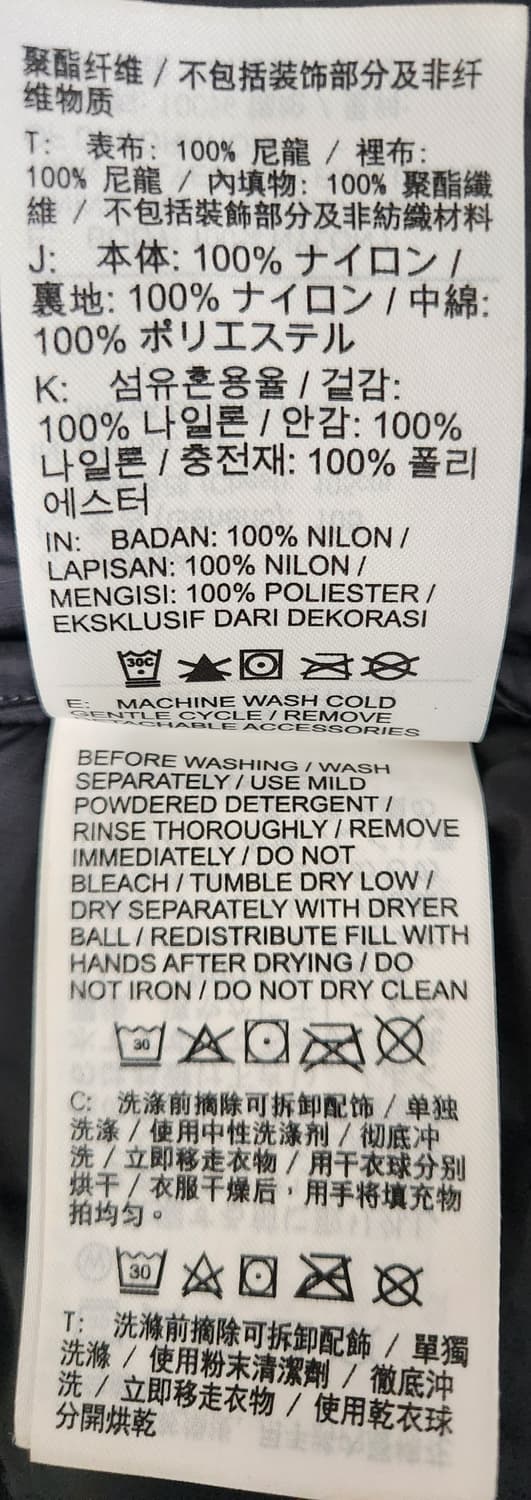 聚酯纤维 / 不包括装饰部分及非纤
维物质
T: 表布: 100% 尼龍 / 裡布:
100% 尼龍 / 內填物: 100% 聚酯纖
維 / 不包括裝飾部分及非紡織材料
J: 本体: 100% ナイロン /
裏地: 100% ナイロン / 中綿:
100% ポリエステル
K: 섬유혼용율 / 겉감:
100% 나일론 / 안감: 100%
나일론 / 충전재: 100% 폴리
에스터
IN: BADAN: 100% NILON /
LAPISAN: 100% NILON /
MENGISI: 100% POLIESTER /
EKSKLUSIF DARI DEKORASI
30C
E: MACHINE WASH COLD
GENTLE CYCLE / REMOVE
DETACHABLE ACCESSORIES
BEFORE WASHING / WASH
SEPARATELY / USE MILD
POWDERED DETERGENT /
RINSE THOROUGHLY / REMOVE
IMMEDIATELY / DO NOT
BLEACH / TUMBLE DRY LOW /
DRY SEPARATELY WITH DRYER
BALL / REDISTRIBUTE FILL WITH
HANDS AFTER DRYING / DO
NOT IRON / DO NOT DRY CLEAN
30
C: 洗涤前摘除可拆卸配饰 / 单独
洗涤 / 使用中性洗涤剂 / 彻底冲
洗 / 立即移走衣物 / 用干衣球分别
烘干 / 衣服干燥后，用手将填充物
拍均匀。
30
T: 洗滌前摘除可拆卸配飾 / 單獨
洗滌 / 使用粉末清潔劑 / 徹底沖
洗 / 立即移走衣物 / 使用乾衣球
分開烘乾